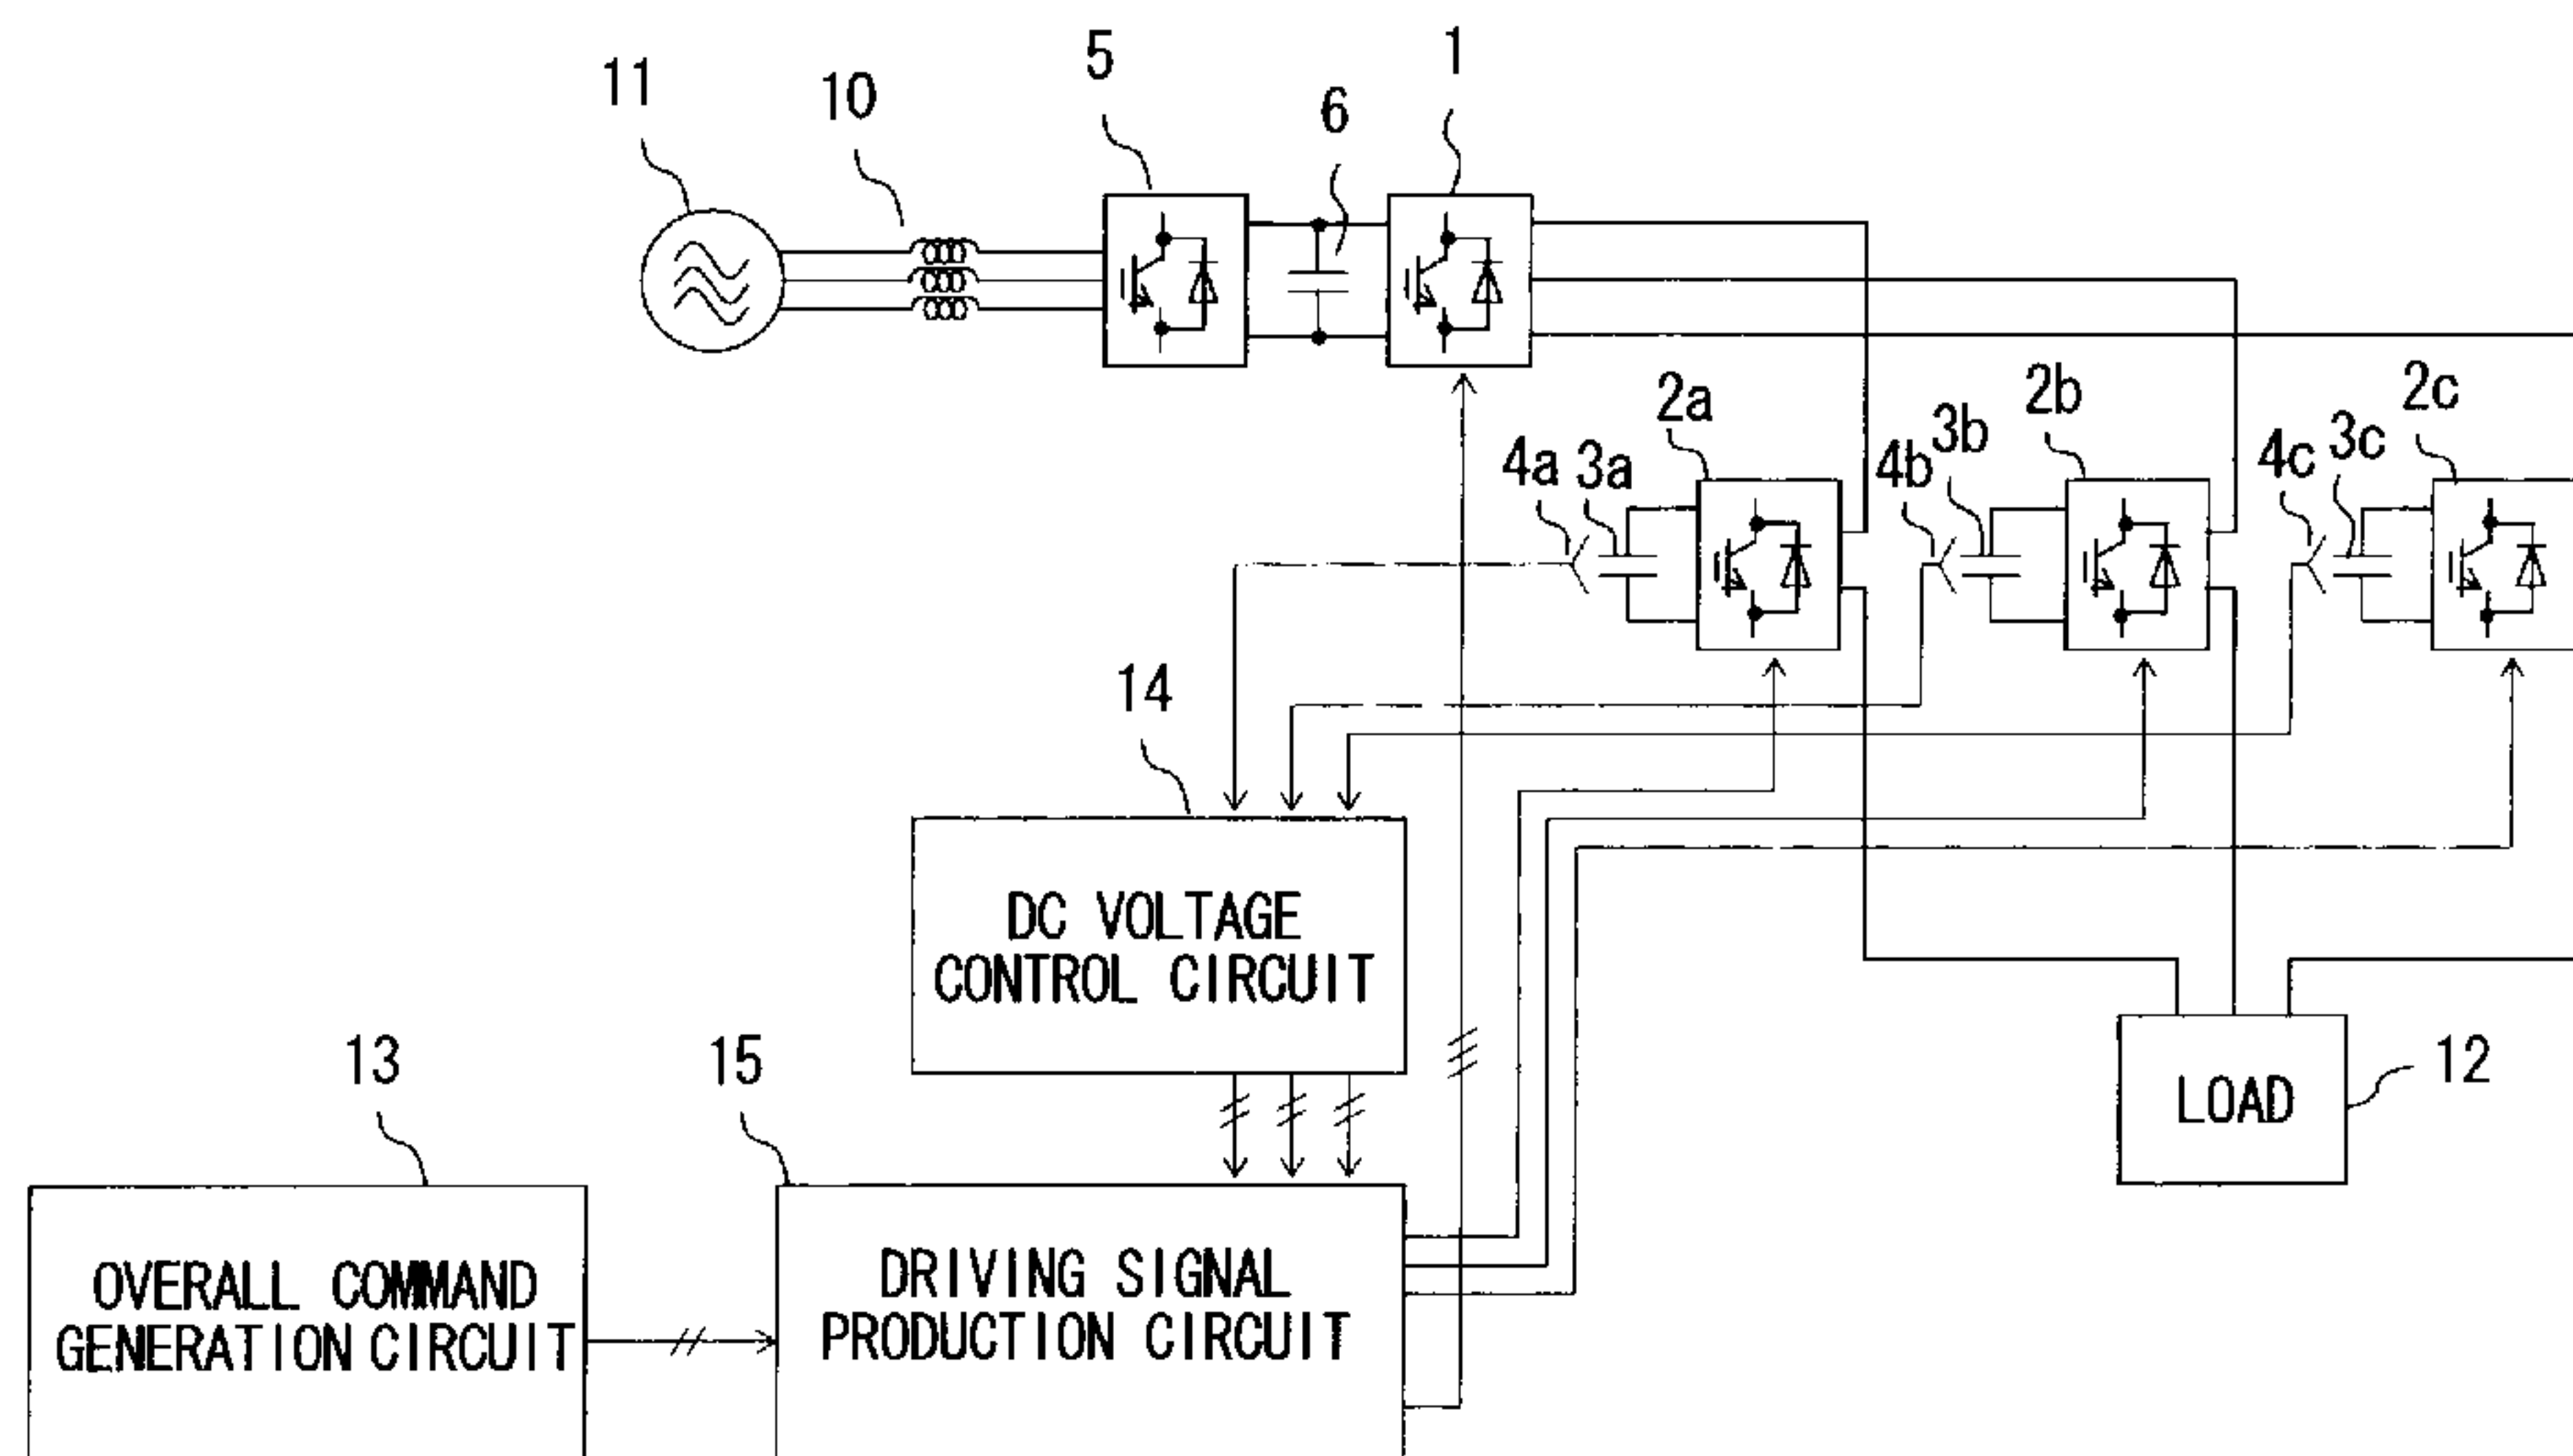 5
1
11
10
6
2a
2b
2c
4a
3a
4b
3b
4c
3c
14
DC VOLTAGE
CONTROL CIRCUIT
13
15
12
LOAD
OVERALL COMMAND
GENERATION CIRCUIT
DRIVING SIGNAL
PRODUCTION CIRCUIT